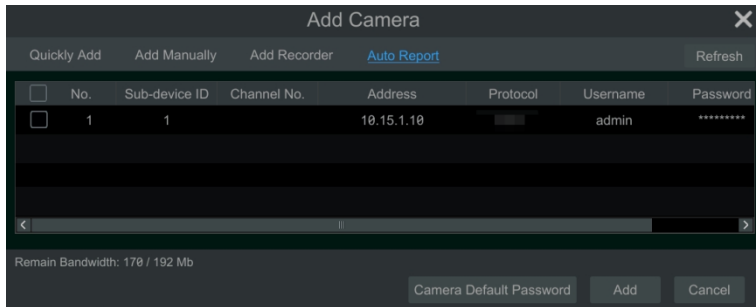 Add Camera
Quickly Add Add Manually Add Recorder Auto Report Refresh
No. Sub-device ID Channel No. Address Protocol Username Password
1 1 10.15.1.10 admin *********
Remain Bandwidth: 170 / 192 Mb
Camera Default Password Add Cancel